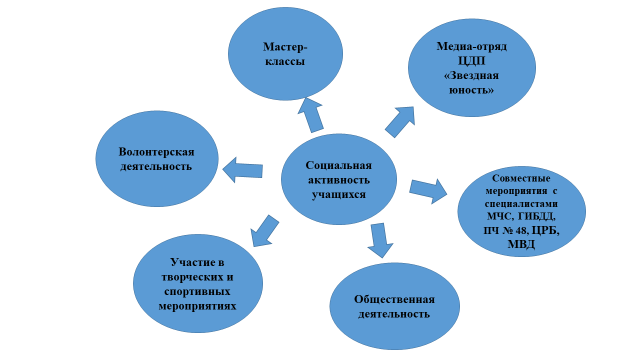 Мастер-
классы
Медиа-отряд
ЦДП
«Звездная
юность»
Волонтерская
деятельность
Социальная
активность
учащихся
Совместные
мероприятия с
специалистами
МЧС, ГИБДД,
ПЧ № 48, ЦРБ,
МВД
Участие в
творческих и
спортивных
мероприятиях
Общественная
деятельность